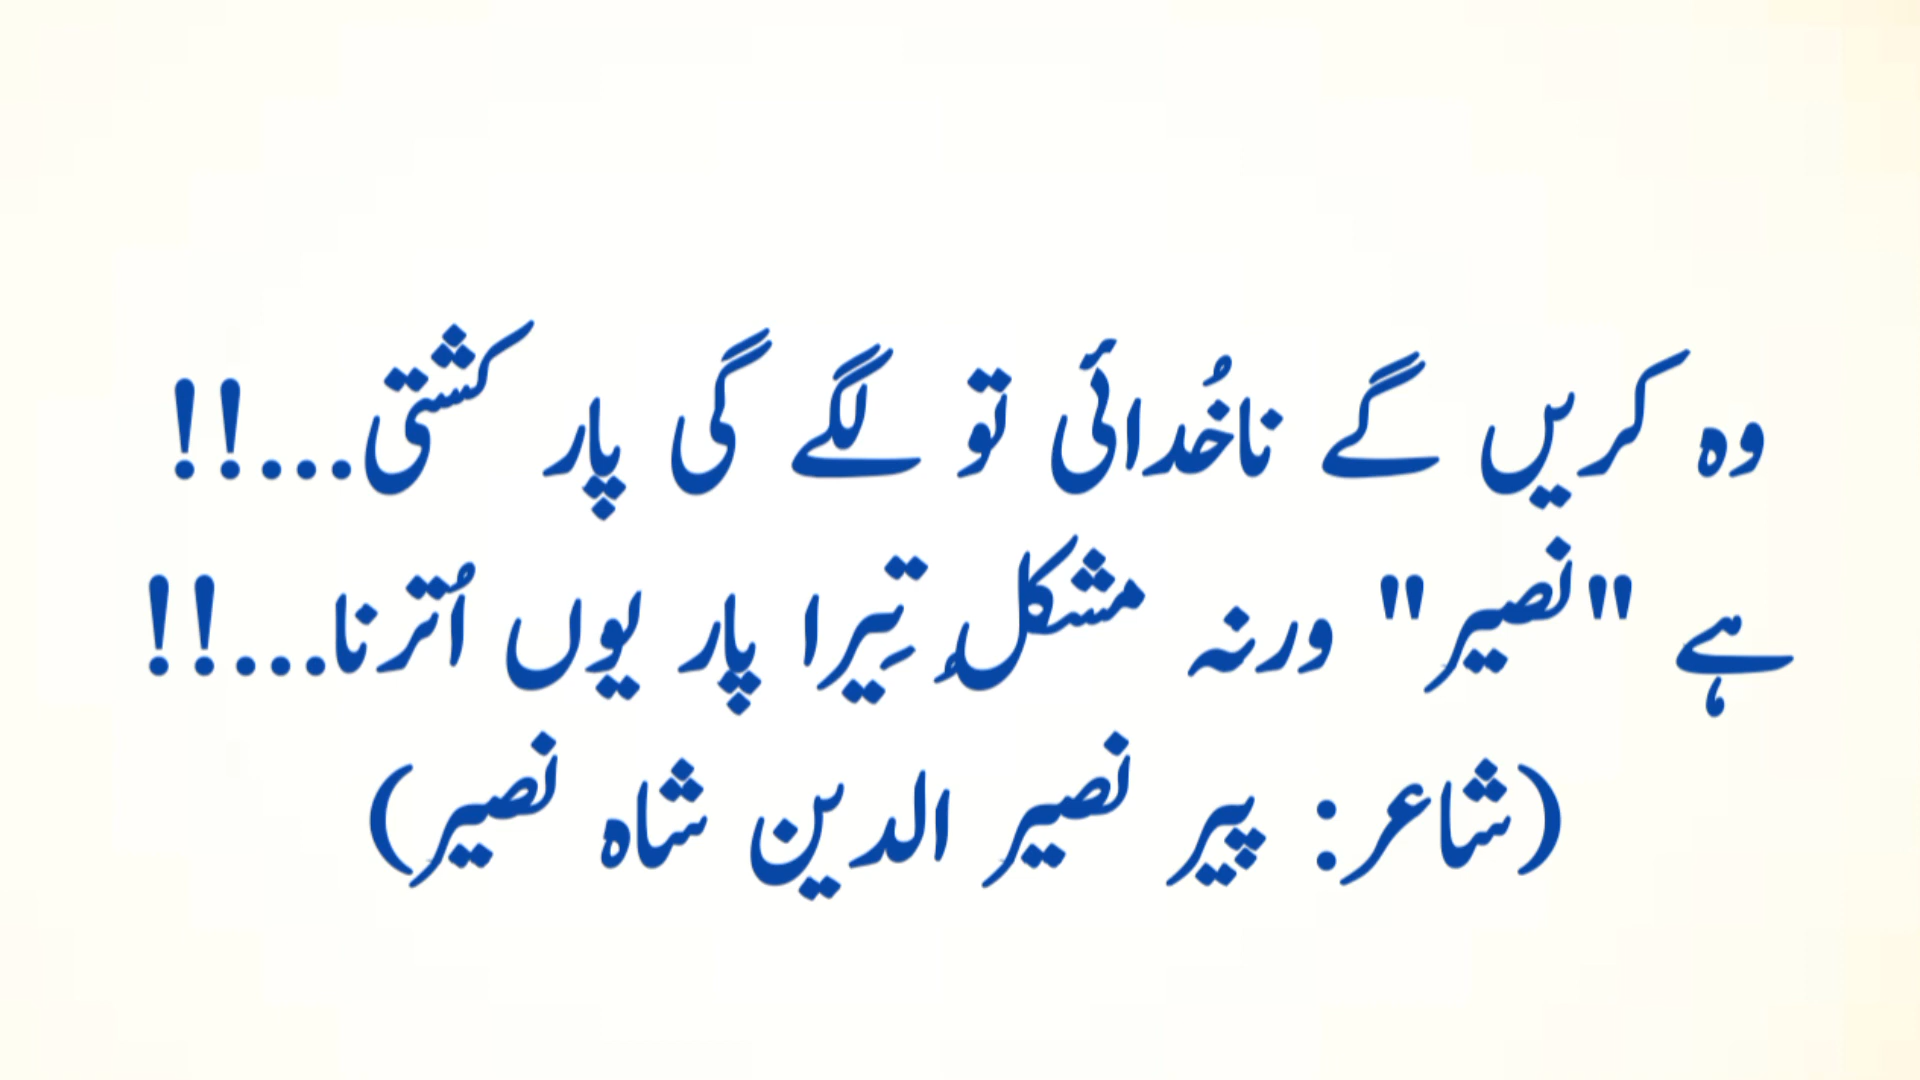 وہ کریں گے ناخُدائی تو لگے گی پار کشتی...!!
ہے "نصیر" ورنہ مشکلُ تِیرا پار یوں اُترنا...!!
(شاعر: پیر نصیر الدین شاہ نصیر)